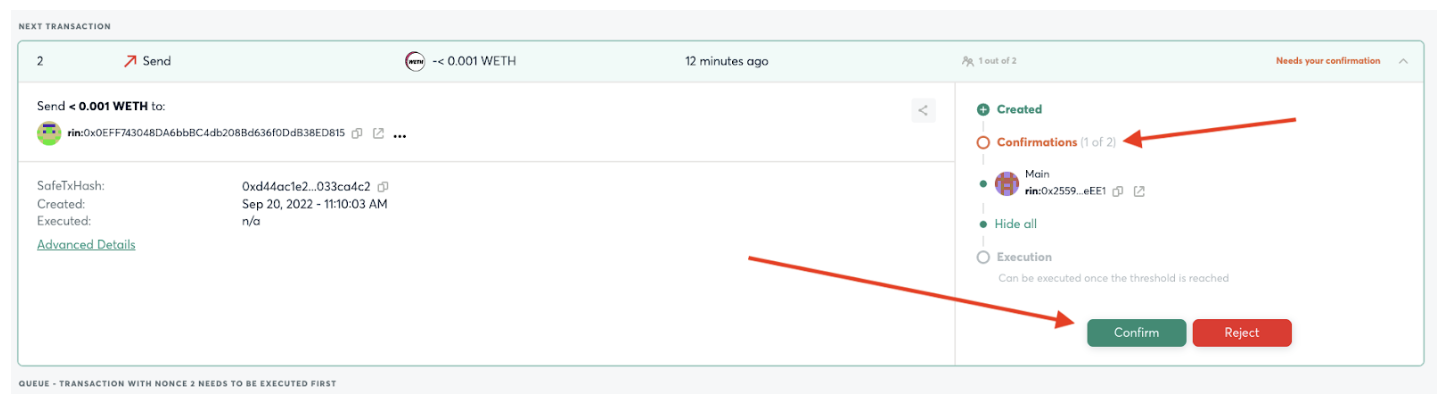 NEXT TRANSACTION
2 Send WETH -< 0.001 WETH 12 minutes ago 1 out of 2 Needs your confirmation
Send < 0.001 WETH to:
rin:0x0EFF743048DA6bbBC4db208Bd636f0DdB38ED815 ...
SafeTxHash: 0xd44ac1e2...033ca4c2
Created: Sep 20, 2022 - 11:10:03 AM
Executed: n/a
Advanced Details
Created
Confirmations (1 of 2)
Main
rin:0x2559...eEE1
Hide all
Execution
Can be executed once the threshold is reached
Confirm Reject
QUEUE - TRANSACTION WITH NONCE 2 NEEDS TO BE EXECUTED FIRST